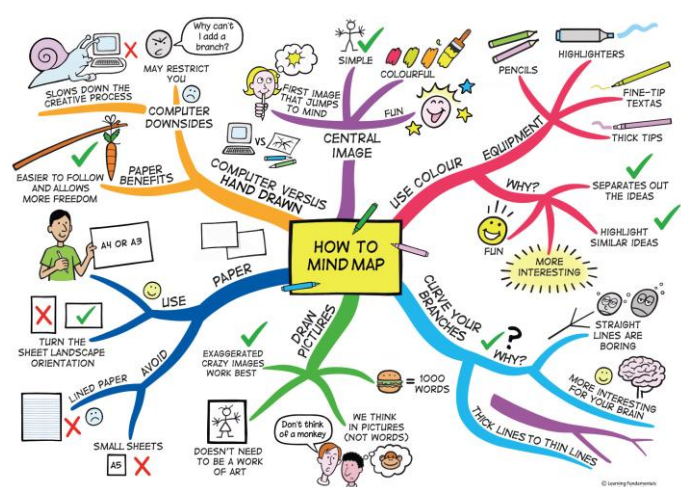 HOW TO
MIND MAP
CENTRAL
IMAGE
SIMPLE
COLOURFUL
FUN
FIRST IMAGE
THAT JUMPS
TO MIND
USE COLOUR
EQUIPMENT
PENCILS
HIGHLIGHTERS
FINE-TIP
TEXTAS
THICK TIPS
WHY?
SEPARATES OUT
THE IDEAS
HIGHLIGHT
SIMILAR IDEAS
MORE
INTERESTING
FUN
CURVE YOUR
BRANCHES
?
WHY?
STRAIGHT
LINES ARE
BORING
MORE INTERESTING
FOR YOUR BRAIN
THICK LINES TO THIN LINES
DRAW
PICTURES
= 1000
WORDS
WE THINK
IN PICTURES
(NOT WORDS)
Don't think
of a monkey
DOESN'T NEED
TO BE A WORK
OF ART
EXAGGERATED
CRAZY IMAGES
WORK BEST
PAPER
USE
A4 OR A3
TURN THE
SHEET LANDSCAPE
ORIENTATION
AVOID
LINED PAPER
SMALL SHEETS
A5
COMPUTER VERSUS
HAND DRAWN
VS.
PAPER
BENEFITS
EASIER TO FOLLOW
AND ALLOWS
MORE FREEDOM
COMPUTER
DOWNSIDES
SLOWS DOWN THE
CREATIVE PROCESS
MAY RESTRICT
YOU
Why can't
I add a
branch?
© Learning Fundamentals